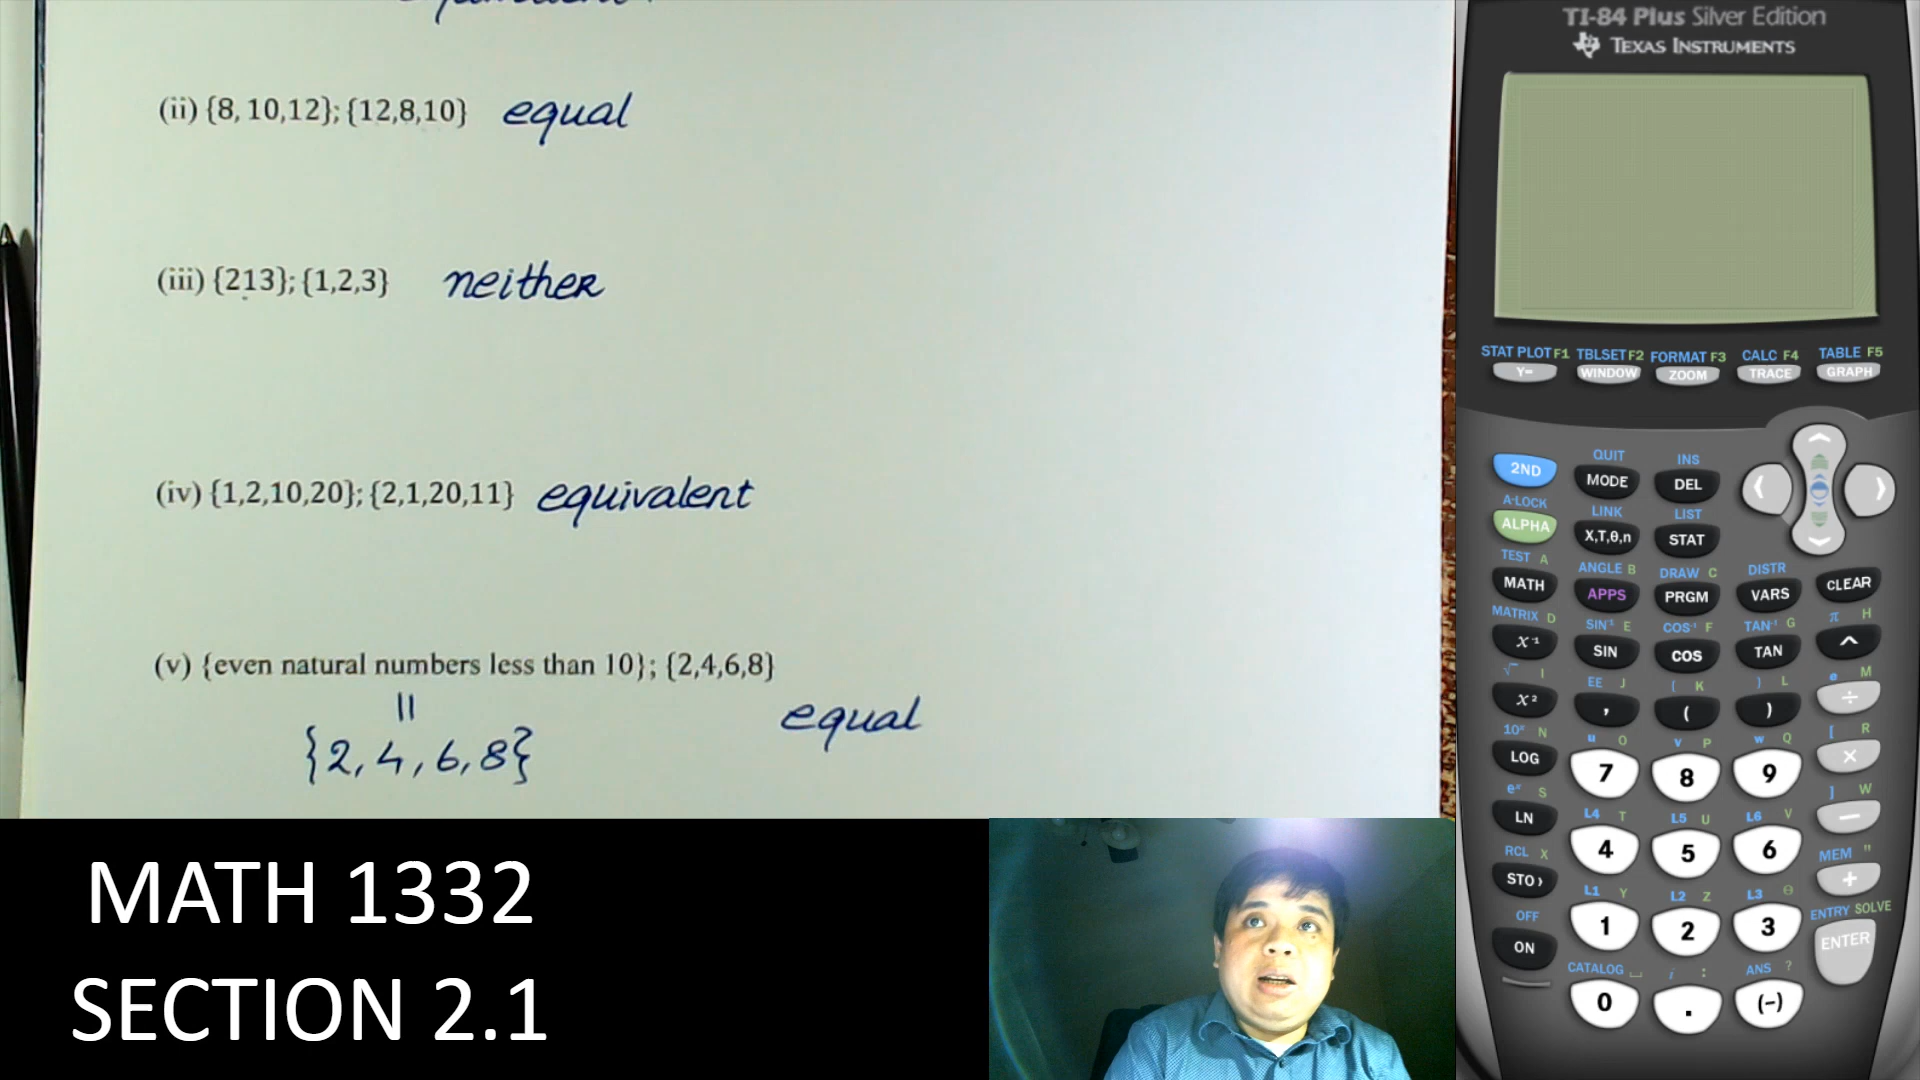 (ii) {8, 10,12}; {12,8,10} equal
(iii) {213}; {1,2,3} neither
(iv) {1,2,10,20}; {2,1,20,11} equivalent
(v) {even natural numbers less than 10}; {2,4,6,8}
=
{2, 4, 6, 8}
equal
MATH 1332
SECTION 2.1
TI-84 Plus Silver Edition
TEXAS INSTRUMENTS
STAT PLOT F1 TBLSET F2 FORMAT F3 CALC F4 TABLE F5
Y= WINDOW ZOOM TRACE GRAPH
QUIT INS
2ND MODE DEL
A-LOCK LINK LIST
ALPHA X,T,θ,n STAT
TEST A ANGLE B DRAW C DISTR
MATH APPS PRGM VARS CLEAR
MATRIX D SIN⁻¹ E COS⁻¹ F TAN⁻¹ G π H
x⁻¹ SIN COS TAN ^
√ I EE J { K } L e M
x² , ( ) ÷
10ˣ N u O v P w Q [ R
LOG 7 8 9 ×
eˣ S L4 T L5 U L6 V ] W
LN 4 5 6 −
RCL X L1 Y L2 Z L3 θ MEM "
STO› 1 2 3 +
OFF CATALOG ⎵ i : ANS ? ENTRY SOLVE
ON 0 . (-) ENTER